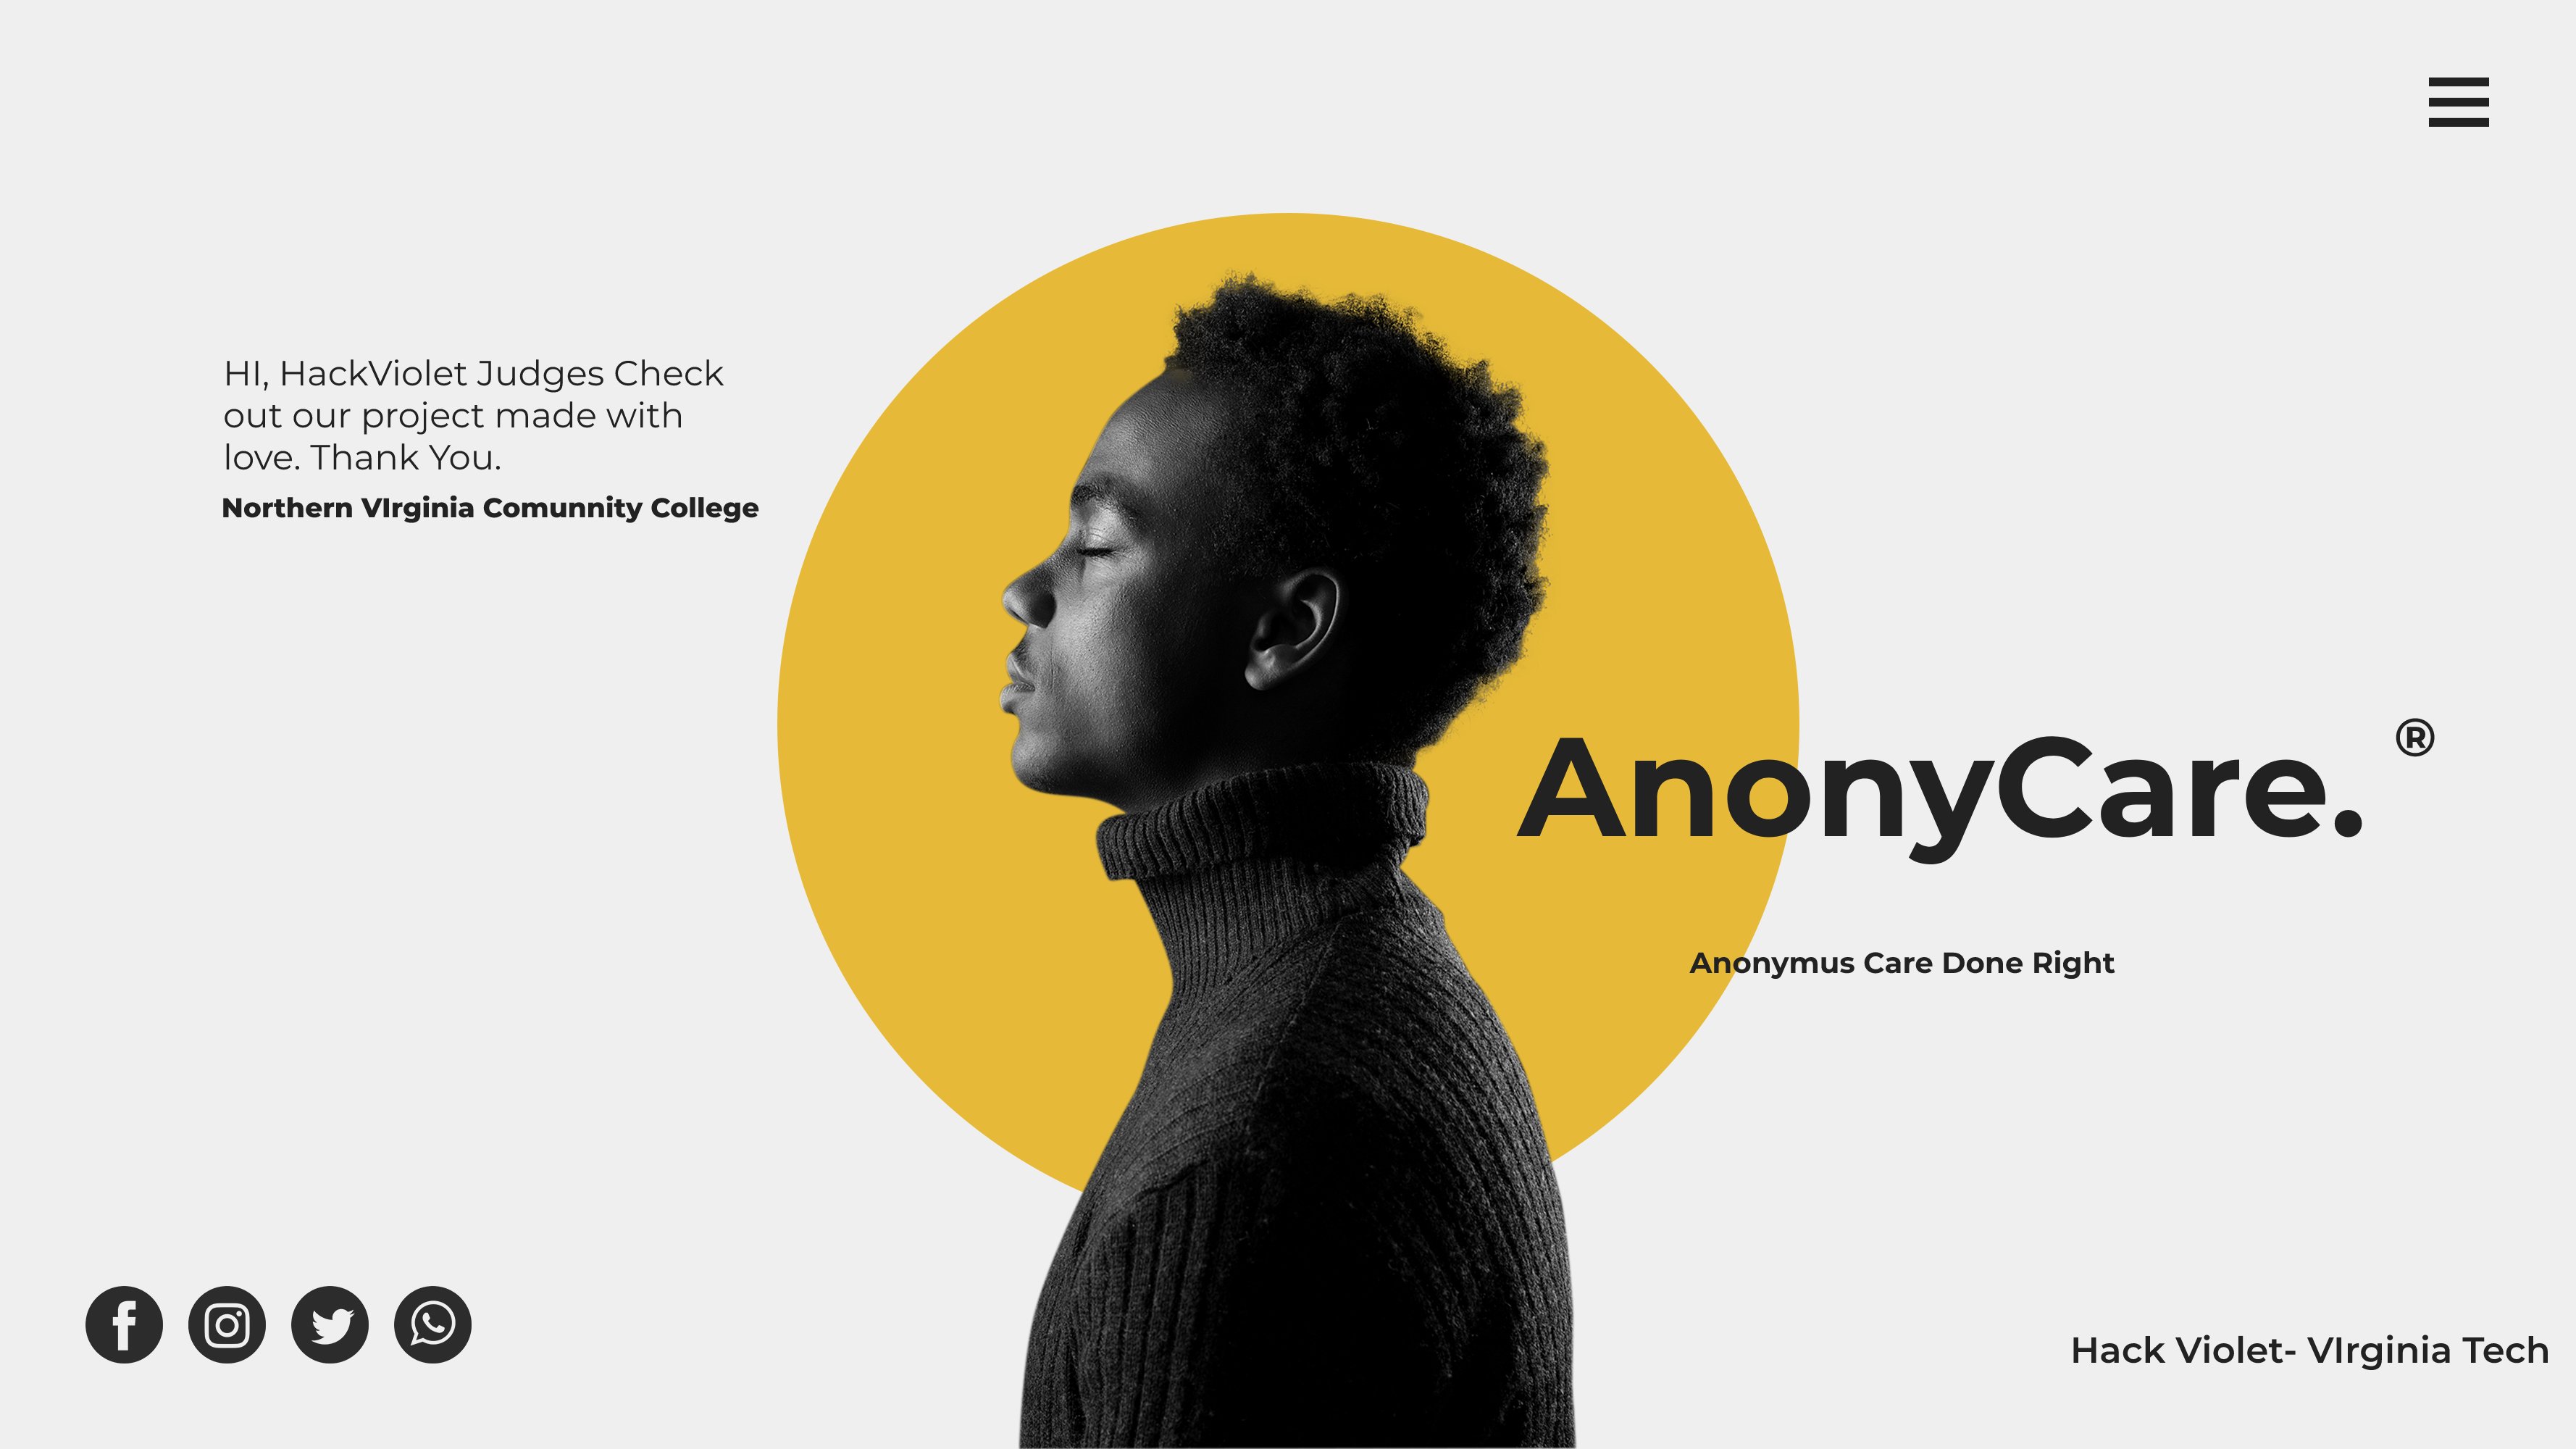 HI, HackViolet Judges Check
out our project made with
love. Thank You.
Northern VIrginia Comunnity College
AnonyCare. ®
Anonymus Care Done Right
Hack Violet- VIrginia Tech